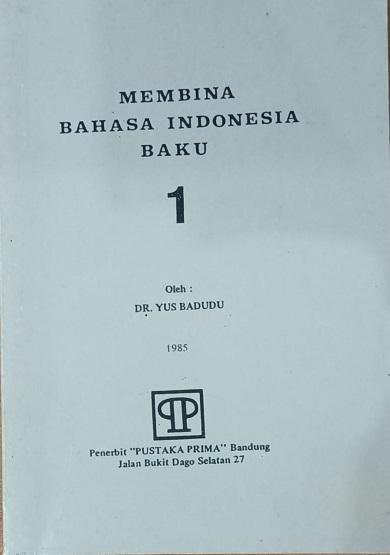 MEMBINA
BAHASA INDONESIA
BAKU
1
Oleh :
DR. YUS BADUDU
1985
PP
Penerbit "PUSTAKA PRIMA" Bandung
Jalan Bukit Dago Selatan 27